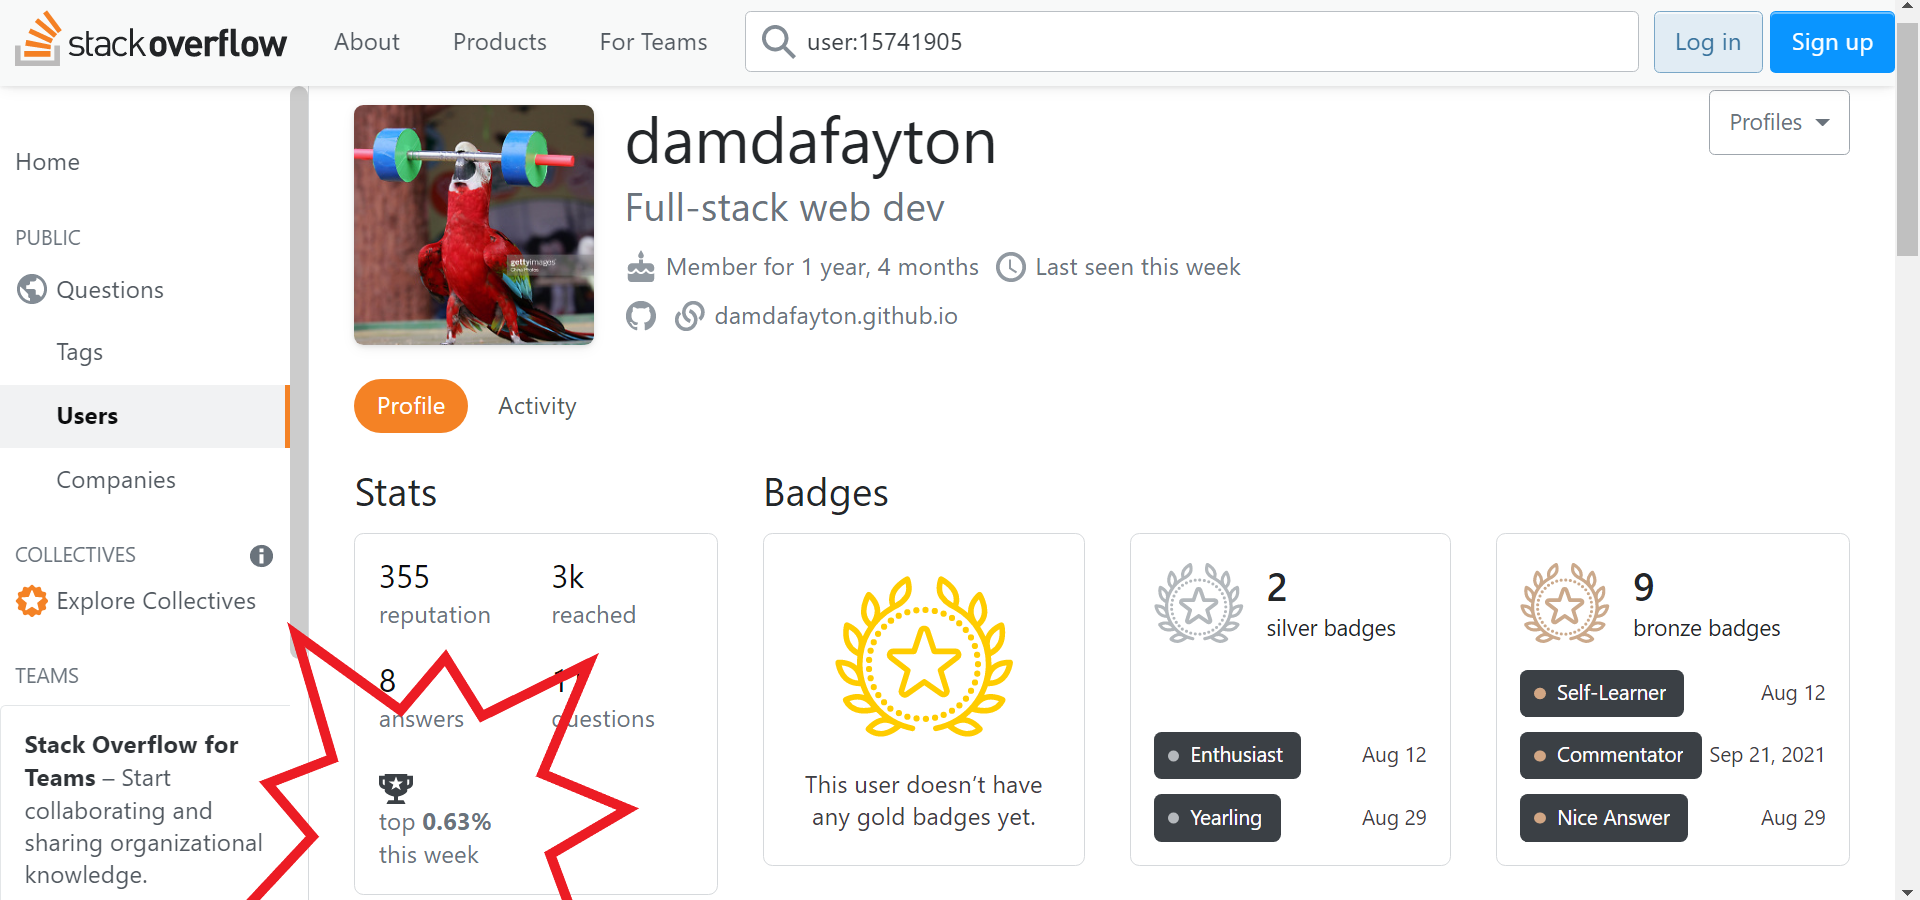 stackoverflow
About
Products
For Teams
user:15741905
Log in
Sign up
Home
PUBLIC
Questions
Tags
Users
Companies
COLLECTIVES
Explore Collectives
TEAMS
Stack Overflow for
Teams – Start
collaborating and
sharing organizational
knowledge.
gettyimages
China Photos
damdafayton
Full-stack web dev
Member for 1 year, 4 months
Last seen this week
damdafayton.github.io
Profiles
Profile
Activity
Stats
355
reputation
3k
reached
8
answers
questions
top 0.63%
this week
Badges
This user doesn’t have
any gold badges yet.
2
silver badges
Enthusiast
Aug 12
Yearling
Aug 29
9
bronze badges
Self-Learner
Aug 12
Commentator
Sep 21, 2021
Nice Answer
Aug 29